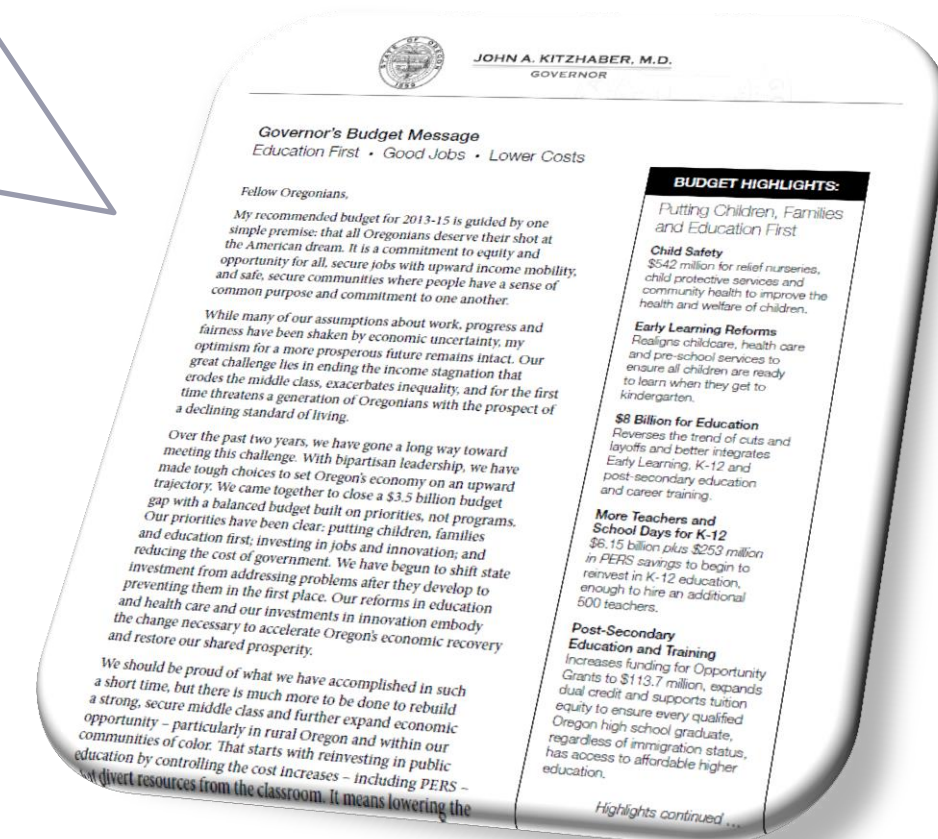 STATE OF OREGON
1859
JOHN A. KITZHABER, M.D.
GOVERNOR
Governor's Budget Message
Education First • Good Jobs • Lower Costs
Fellow Oregonians,
My recommended budget for 2013-15 is guided by one
simple premise: that all Oregonians deserve their shot at
the American dream. It is a commitment to equity and
opportunity for all, secure jobs with upward income mobility,
and safe, secure communities where people have a sense of
common purpose and commitment to one another.
While many of our assumptions about work, progress and
fairness have been shaken by economic uncertainty, my
optimism for a more prosperous future remains intact. Our
great challenge lies in ending the income stagnation that
erodes the middle class, exacerbates inequality, and for the first
time threatens a generation of Oregonians with the prospect of
a declining standard of living.
Over the past two years, we have gone a long way toward
meeting this challenge. With bipartisan leadership, we have
made tough choices to set Oregon's economy on an upward
trajectory. We came together to close a $3.5 billion budget
gap with a balanced budget built on priorities, not programs.
Our priorities have been clear: putting children, families
and education first; investing in jobs and innovation; and
reducing the cost of government. We have begun to shift state
investment from addressing problems after they develop to
preventing them in the first place. Our reforms in education
and health care and our investments in innovation embody
the change necessary to accelerate Oregon's economic recovery
and restore our shared prosperity.
We should be proud of what we have accomplished in such
a short time, but there is much more to be done to rebuild
a strong, secure middle class and further expand economic
opportunity – particularly in rural Oregon and within our
communities of color. That starts with reinvesting in public
education by controlling the cost increases – including PERS –
that divert resources from the classroom. It means lowering the
BUDGET HIGHLIGHTS:
Putting Children, Families
and Education First
Child Safety
$542 million for relief nurseries,
child protective services and
community health to improve the
health and welfare of children.
Early Learning Reforms
Realigns childcare, health care
and pre-school services to
ensure all children are ready
to learn when they get to
kindergarten.
$8 Billion for Education
Reverses the trend of cuts and
layoffs and better integrates
Early Learning, K-12 and
post-secondary education
and career training.
More Teachers and
School Days for K-12
$6.15 billion plus $253 million
in PERS savings to begin to
reinvest in K-12 education,
enough to hire an additional
500 teachers.
Post-Secondary
Education and Training
Increases funding for Opportunity
Grants to $113.7 million, expands
dual credit and supports tuition
equity to ensure every qualified
Oregon high school graduate,
regardless of immigration status,
has access to affordable higher
education.
Highlights continued ...